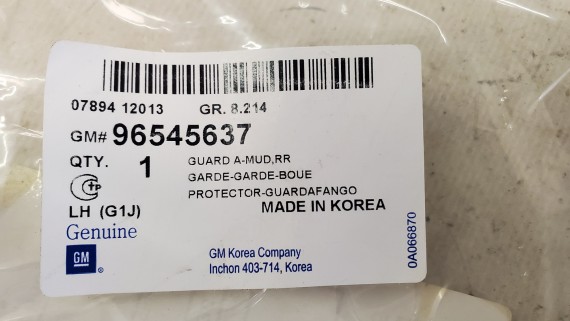 07894 12013 GR. 8.214
GM# 96545637
QTY. 1 GUARD A-MUD,RR
GARDE-GARDE-BOUE
PROTECTOR-GUARDAFANGO
LH (G1J) MADE IN KOREA
Genuine
GM
GM Korea Company
Inchon 403-714, Korea
0A066870